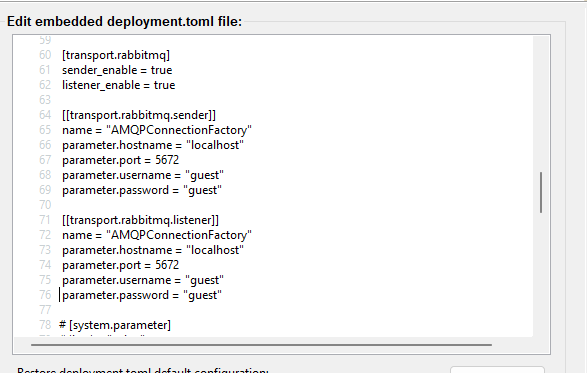 Edit embedded deployment.toml file:
59
60 [transport.rabbitmq]
61 sender_enable = true
62 listener_enable = true
63
64 [[transport.rabbitmq.sender]]
65 name = "AMQPConnectionFactory"
66 parameter.hostname = "localhost"
67 parameter.port = 5672
68 parameter.username = "guest"
69 parameter.password = "guest"
70
71 [[transport.rabbitmq.listener]]
72 name = "AMQPConnectionFactory"
73 parameter.hostname = "localhost"
74 parameter.port = 5672
75 parameter.username = "guest"
76 parameter.password = "guest"
77
78 # [system.parameter]
Restore deployment.toml default configuration: